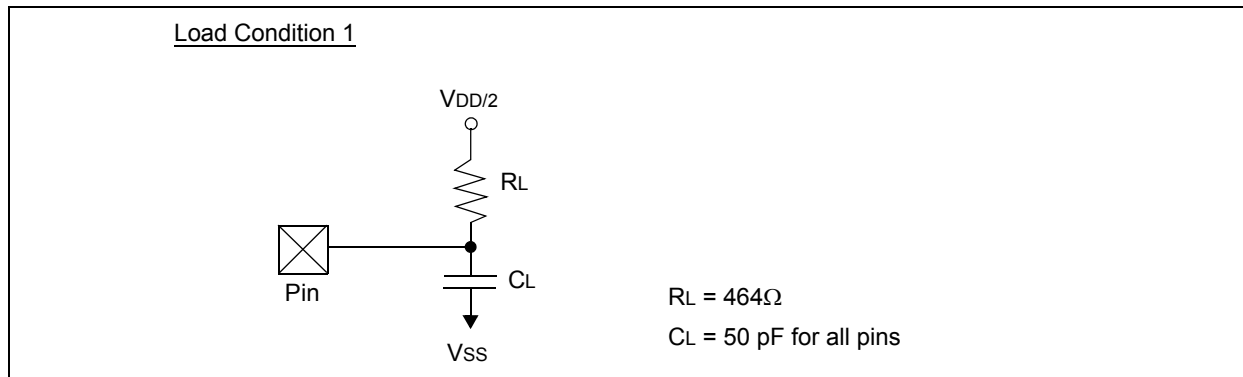 Load Condition 1
VDD/2
RL
Pin
CL
VSS
RL = 464Ω
CL = 50 pF for all pins